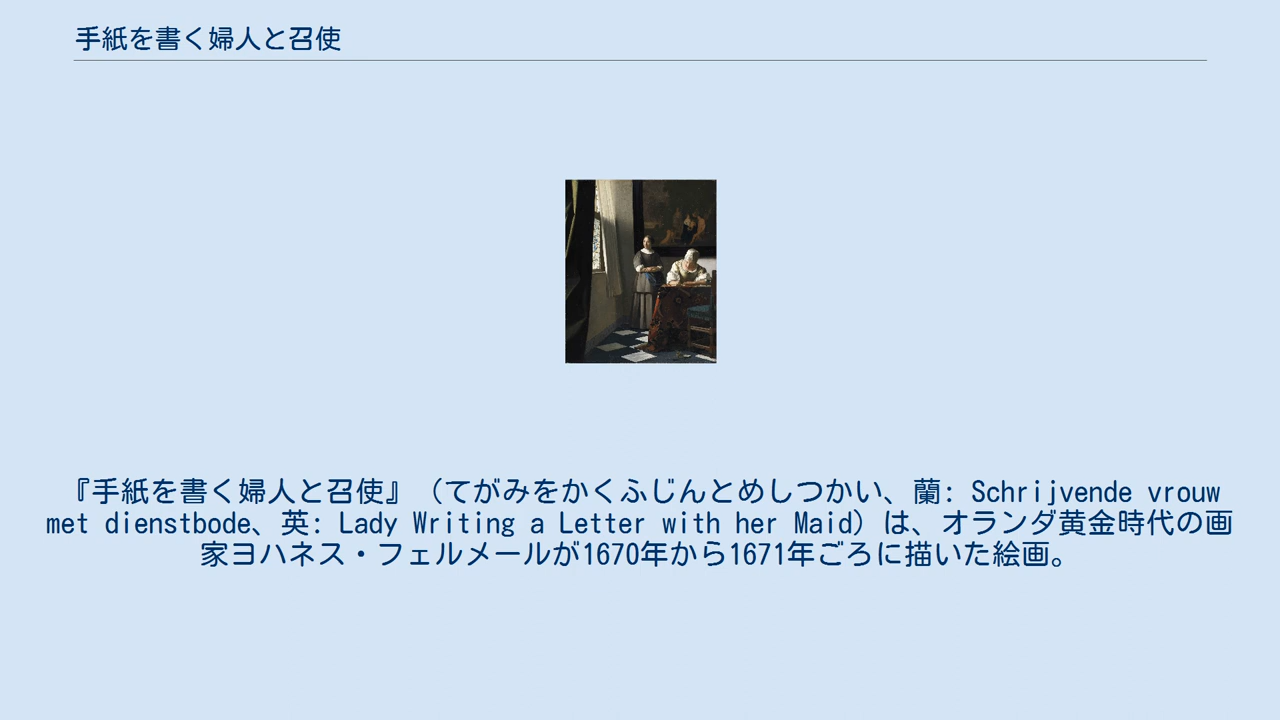 手紙を書く婦人と召使
『手紙を書く婦人と召使』（てがみをかくふじんとめしつかい、蘭: Schrijvende vrouw
met dienstbode、英: Lady Writing a Letter with her Maid）は、オランダ黄金時代の画
家ヨハネス・フェルメールが1670年から1671年ごろに描いた絵画。